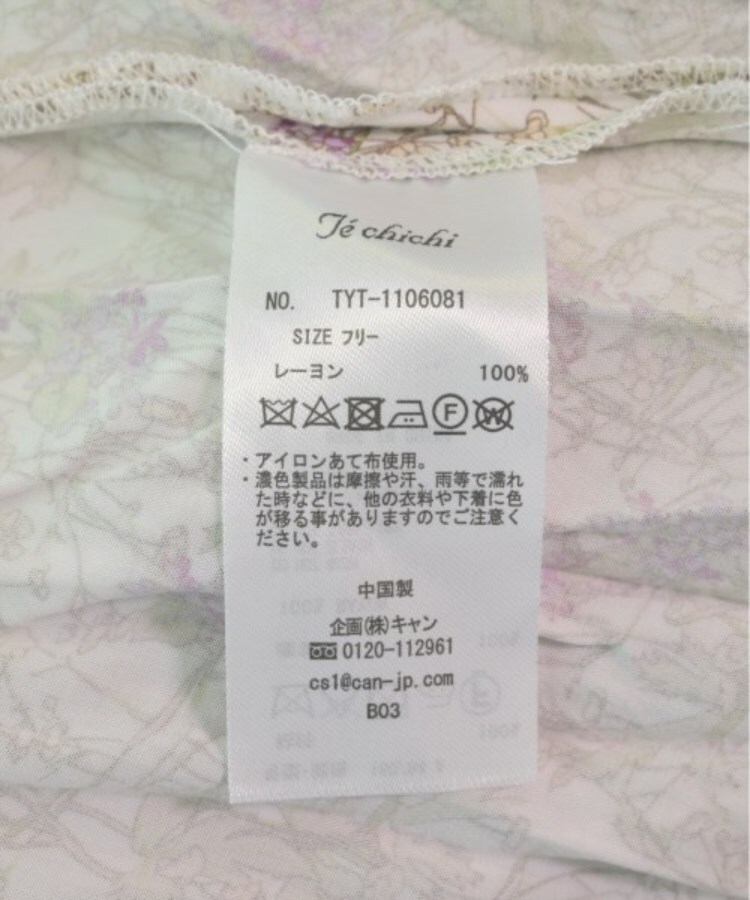 Té chichi
NO. TYT-1106081
SIZE フリー
レーヨン 100%
F W
・アイロンあて布使用。
・濃色製品は摩擦や汗、雨等で濡れ
た時などに、他の衣料や下着に色
が移る事がありますのでご注意く
ださい。
中国製
企画(株)キャン
0120-112961
cs1@can-jp.com
B03